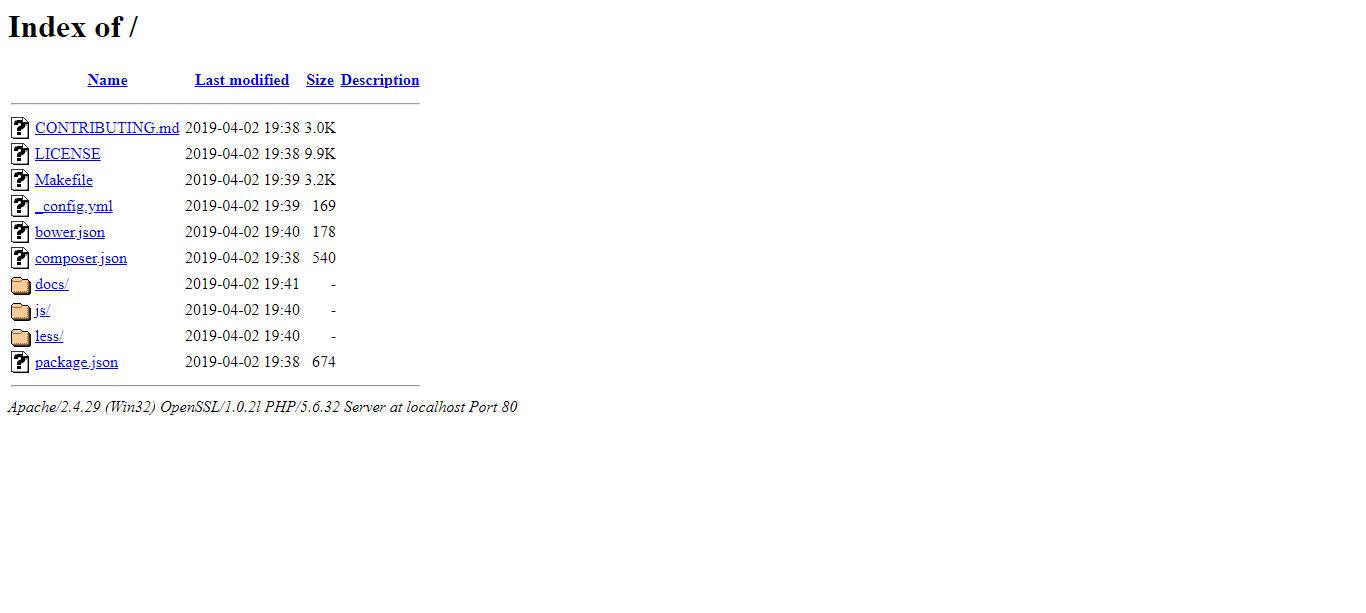 Index of /
Name Last modified Size Description
CONTRIBUTING.md 2019-04-02 19:38 3.0K
LICENSE 2019-04-02 19:38 9.9K
Makefile 2019-04-02 19:39 3.2K
_config.yml 2019-04-02 19:39 169
bower.json 2019-04-02 19:40 178
composer.json 2019-04-02 19:38 540
docs/ 2019-04-02 19:41 -
js/ 2019-04-02 19:40 -
less/ 2019-04-02 19:40 -
package.json 2019-04-02 19:38 674
Apache/2.4.29 (Win32) OpenSSL/1.0.2l PHP/5.6.32 Server at localhost Port 80